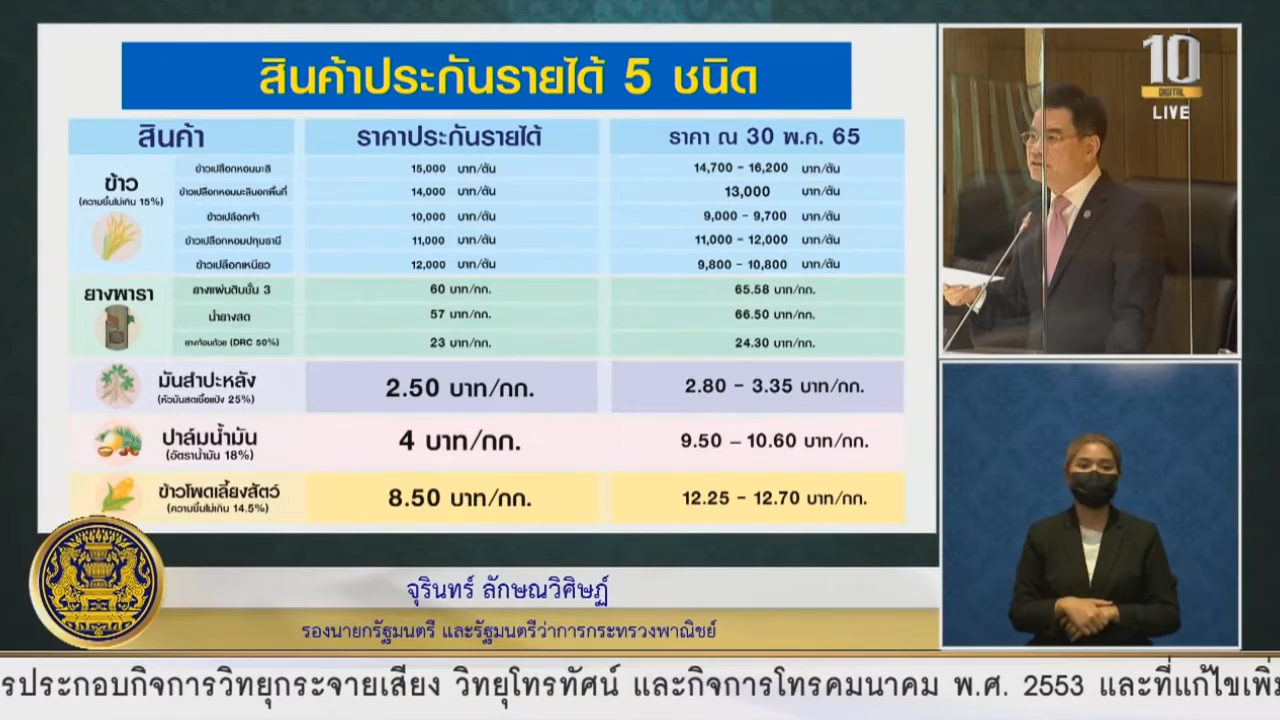 สินค้าประกันรายได้ 5 ชนิด
สินค้า ราคาประกันรายได้ ราคา ณ 30 พ.ค. 65
ข้าว
(ความชื้นไม่เกิน 15%)
ข้าวเปลือกหอมมะลิ 15,000 บาท/ตัน 14,700 - 16,200 บาท/ตัน
ข้าวเปลือกหอมมะลินอกพื้นที่ 14,000 บาท/ตัน 13,000 บาท/ตัน
ข้าวเปลือกเจ้า 10,000 บาท/ตัน 9,000 - 9,700 บาท/ตัน
ข้าวเปลือกหอมปทุมธานี 11,000 บาท/ตัน 11,000 - 12,000 บาท/ตัน
ข้าวเปลือกเหนียว 12,000 บาท/ตัน 9,800 - 10,800 บาท/ตัน
ยางพารา
ยางแผ่นดิบชั้น 3 60 บาท/กก. 65.58 บาท/กก.
น้ำยางสด 57 บาท/กก. 66.50 บาท/กก.
ยางก้อนถ้วย (DRC 50%) 23 บาท/กก. 24.30 บาท/กก.
มันสำปะหลัง 2.50 บาท/กก. 2.80 - 3.35 บาท/กก.
(หัวมันสดเชื้อแป้ง 25%)
ปาล์มน้ำมัน 4 บาท/กก. 9.50 – 10.60 บาท/กก.
(อัตราน้ำมัน 18%)
ข้าวโพดเลี้ยงสัตว์ 8.50 บาท/กก. 12.25 - 12.70 บาท/กก.
(ความชื้นไม่เกิน 14.5%)
10
DIGITAL
LIVE
จุรินทร์ ลักษณวิศิษฏ์
รองนายกรัฐมนตรี และรัฐมนตรีว่าการกระทรวงพาณิชย์
รประกอบกิจการวิทยุกระจายเสียง วิทยุโทรทัศน์ และกิจการโทรคมนาคม พ.ศ. 2553 และที่แก้ไขเพิ่